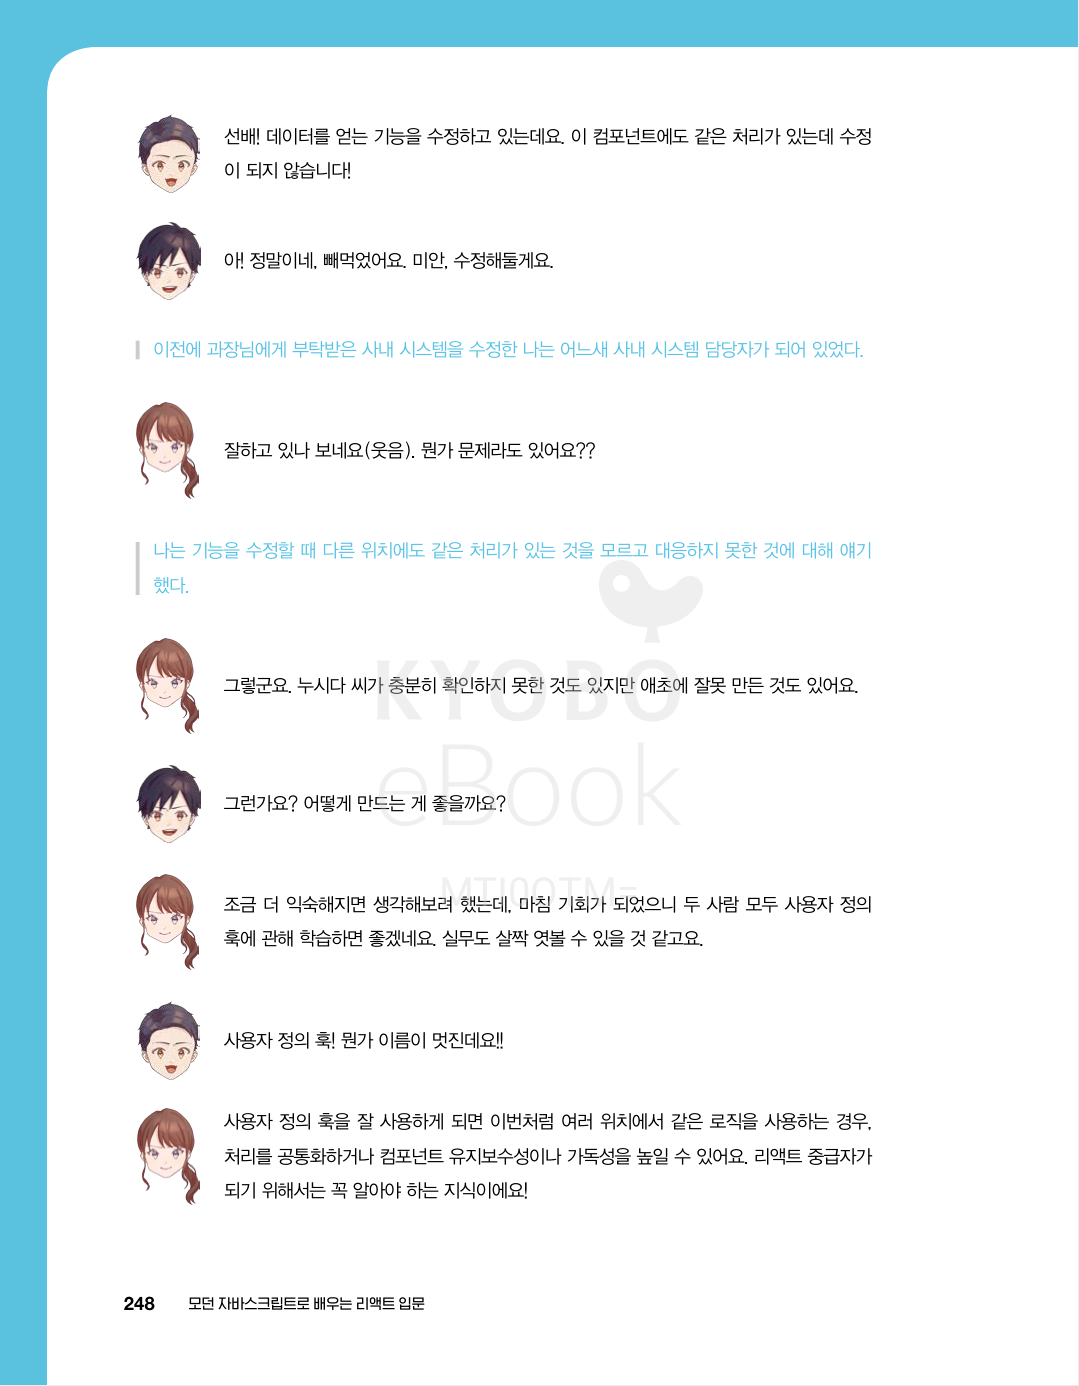 선배! 데이터를 얻는 기능을 수정하고 있는데요. 이 컴포넌트에도 같은 처리가 있는데 수정
이 되지 않습니다!
아! 정말이네, 빼먹었어요. 미안, 수정해둘게요.
이전에 과장님에게 부탁받은 사내 시스템을 수정한 나는 어느새 사내 시스템 담당자가 되어 있었다.
잘하고 있나 보네요(웃음). 뭔가 문제라도 있어요??
나는 기능을 수정할 때 다른 위치에도 같은 처리가 있는 것을 모르고 대응하지 못한 것에 대해 얘기
했다.
그렇군요. 누시다 씨가 충분히 확인하지 못한 것도 있지만 애초에 잘못 만든 것도 있어요.
KYOBO
eBook
그런가요? 어떻게 만드는 게 좋을까요?
MTI0OTM=
조금 더 익숙해지면 생각해보려 했는데, 마침 기회가 되었으니 두 사람 모두 사용자 정의
훅에 관해 학습하면 좋겠네요. 실무도 살짝 엿볼 수 있을 것 같고요.
사용자 정의 훅! 뭔가 이름이 멋진데요!!
사용자 정의 훅을 잘 사용하게 되면 이번처럼 여러 위치에서 같은 로직을 사용하는 경우,
처리를 공통화하거나 컴포넌트 유지보수성이나 가독성을 높일 수 있어요. 리액트 중급자가
되기 위해서는 꼭 알아야 하는 지식이에요!
248 모던 자바스크립트로 배우는 리액트 입문